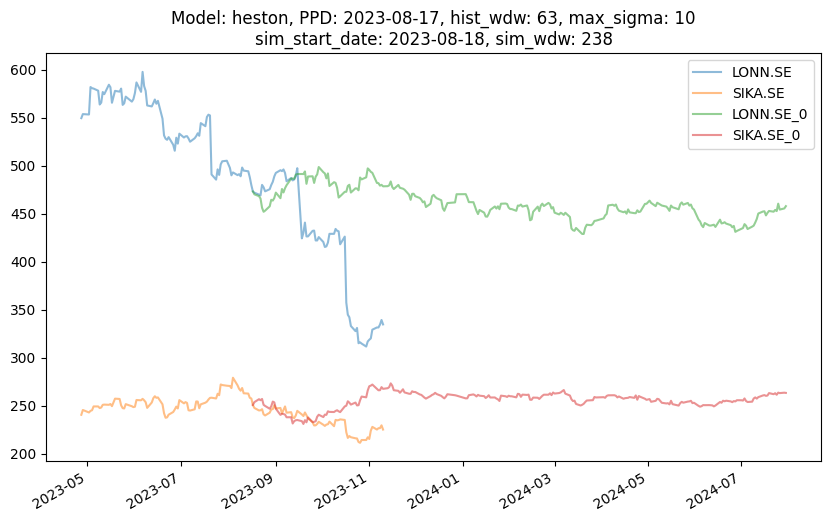 Model: heston, PPD: 2023-08-17, hist_wdw: 63, max_sigma: 10
sim_start_date: 2023-08-18, sim_wdw: 238
LONN.SE
SIKA.SE
LONN.SE_0
SIKA.SE_0
600
550
500
450
400
350
300
250
200
2023-05
2023-07
2023-09
2023-11
2024-01
2024-03
2024-05
2024-07